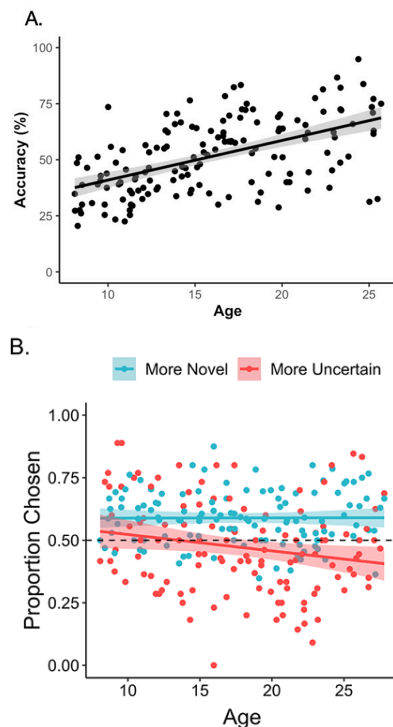 A.
100
75
50
25
0
Accuracy (%)
10 15 20 25
Age
B.
More Novel More Uncertain
1.00
0.75
0.50
0.25
0.00
Proportion Chosen
10 15 20 25
Age